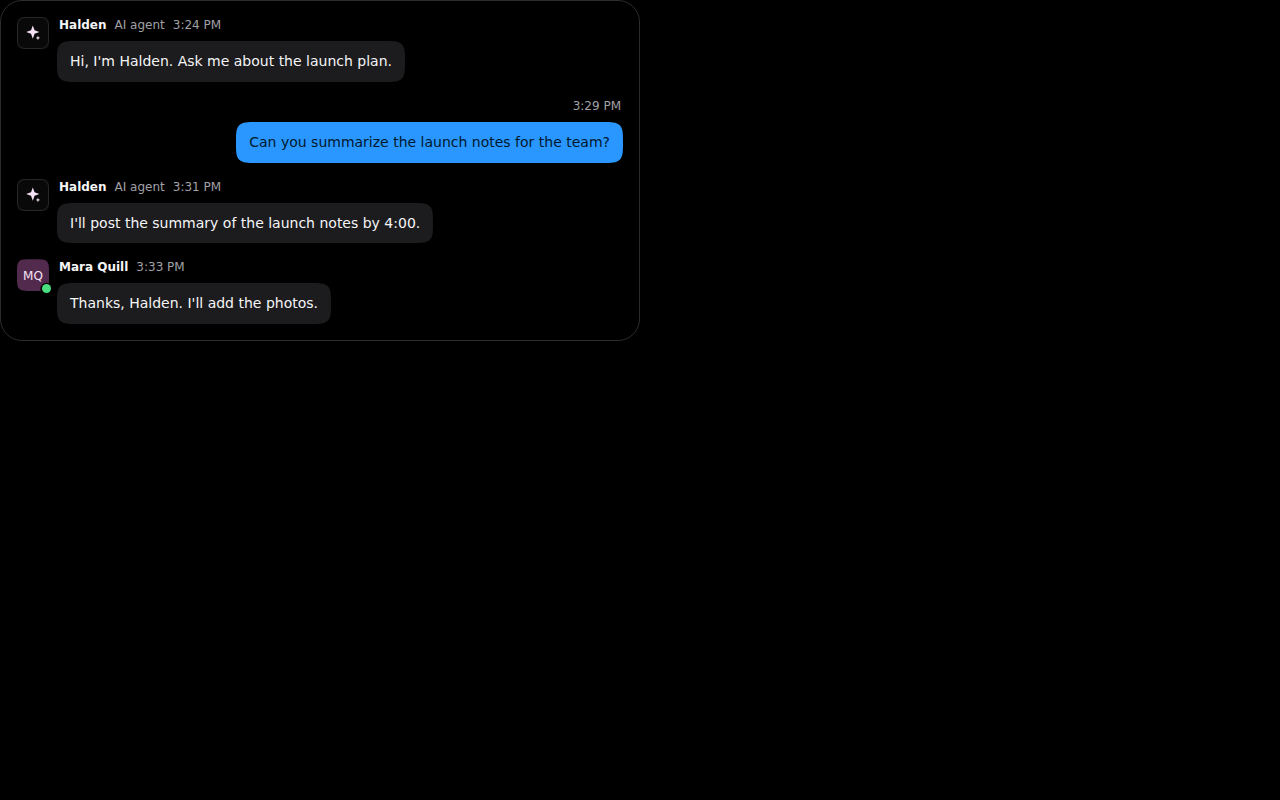 Halden AI agent 3:24 PM
Hi, I'm Halden. Ask me about the launch plan.
3:29 PM
Can you summarize the launch notes for the team?
Halden AI agent 3:31 PM
I'll post the summary of the launch notes by 4:00.
MQ
Mara Quill 3:33 PM
Thanks, Halden. I'll add the photos.